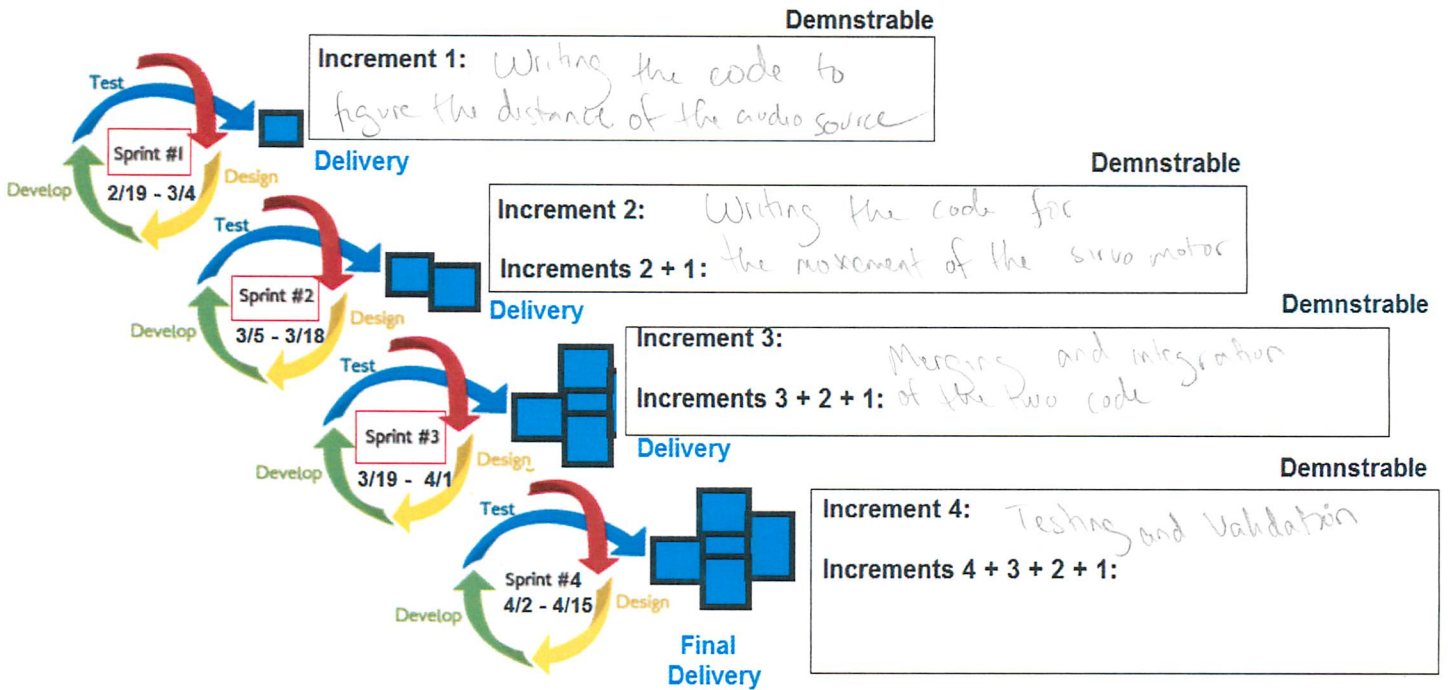 Demnstrable
Increment 1: Writing the code to
figure the distance of the audio source
Test
Sprint #1
2/19 - 3/4
Develop
Design
Delivery
Demnstrable
Increment 2: Writing the code for
Increments 2 + 1: the movement of the sirvo motor
Test
Sprint #2
3/5 - 3/18
Develop
Design
Delivery
Demnstrable
Increment 3: Merging and integration
Increments 3 + 2 + 1: of the two code
Test
Sprint #3
3/19 - 4/1
Develop
Design
Delivery
Demnstrable
Increment 4: Testing and Validation
Increments 4 + 3 + 2 + 1:
Test
Sprint #4
4/2 - 4/15
Develop
Design
Final
Delivery